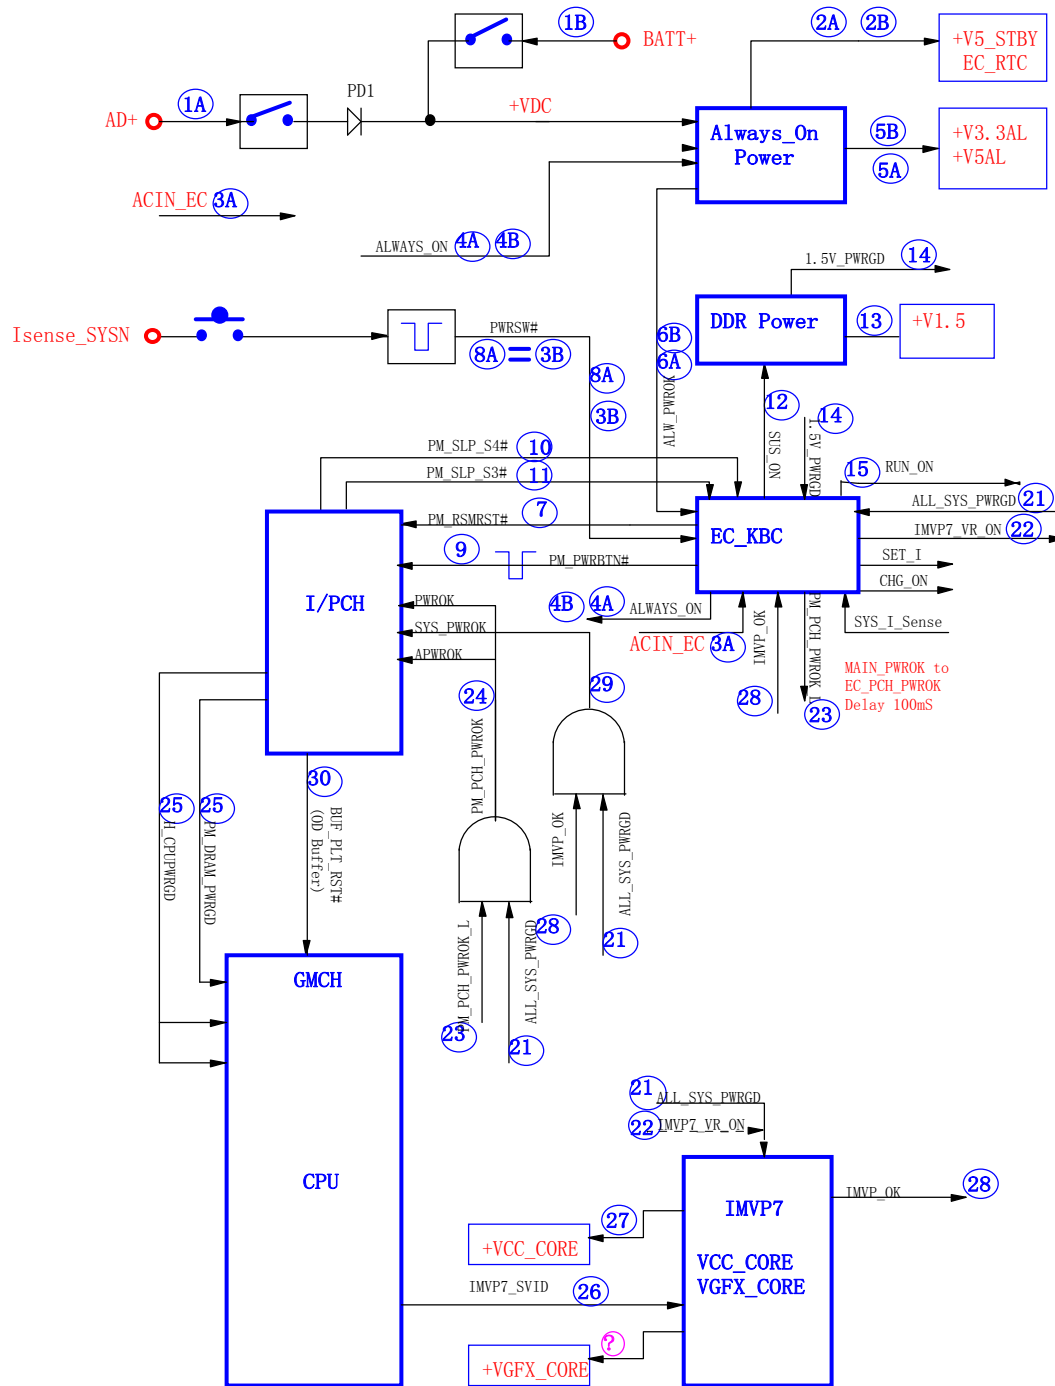 1B
BATT+
2A 2B
+V5_STBY
EC_RTC
PD1
AD+
1A
+VDC
Always_On
Power
5B
5A
+V3.3AL
+V5AL
ACIN_EC 3A
ALWAYS_ON 4A 4B
1.5V_PWRGD 14
DDR Power
13
+V1.5
Isense_SYSN
PWRSW#
8A = 3B
8A
3B
6B
6A
ALW_PWROK
12
SUS_ON
14
1.5V_PWRGD
PM_SLP_S4# 10
PM_SLP_S3# 11
15 RUN_ON
ALL_SYS_PWRGD 21
IMVP7_VR_ON 22
PM_RSMRST# 7
EC_KBC
9
PM_PWRBTN#
SET_I
CHG_ON
I/PCH
PWROK
SYS_PWROK
APWROK
4B 4A ALWAYS_ON
ACIN_EC 3A
IMVP_OK
28
PM_PCH_PWROK_L
23
SYS_I_Sense
MAIN_PWROK to
EC_PCH_PWROK
Delay 100mS
24
PM_PCH_PWROK
29
25
H_CPUPWRGD
25
PM_DRAM_PWRGD
30
BUF_PLT_RST#
(OD Buffer)
IMVP_OK
28
ALL_SYS_PWRGD
21
PM_PCH_PWROK_L
23
ALL_SYS_PWRGD
21
GMCH
CPU
21 ALL_SYS_PWRGD
22 IMVP7_VR_ON
IMVP7
VCC_CORE
VGFX_CORE
IMVP_OK 28
27
+VCC_CORE
IMVP7_SVID 26
?
+VGFX_CORE